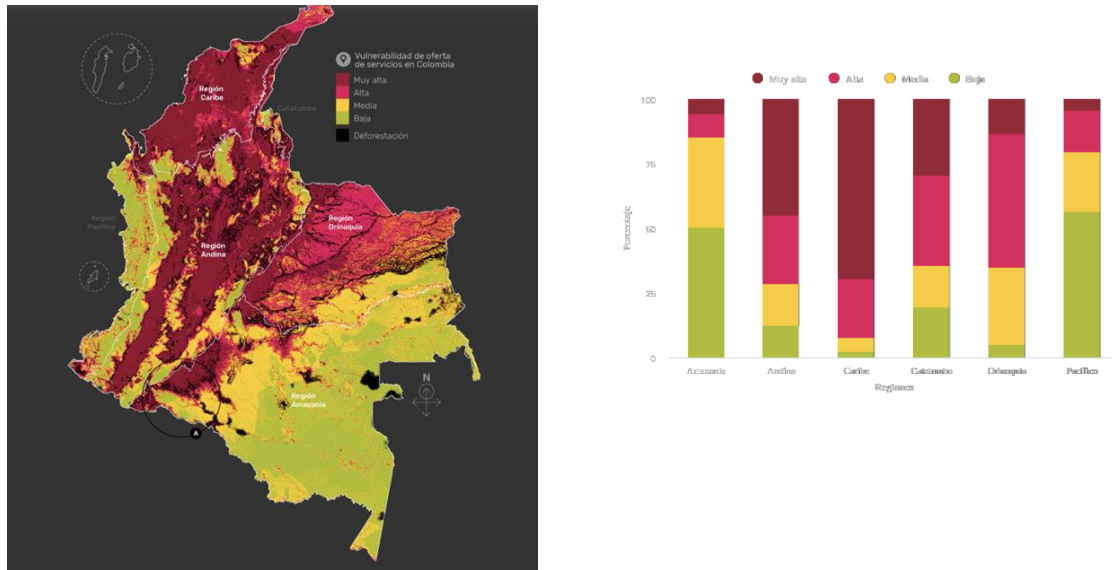 Vulnerabilidad de oferta
de servicios en Colombia
Muy alta
Alta
Media
Baja
Deforestación
Región
Caribe
Catatumbo
Región
Pacífico
Región
Orinoquía
Región
Andina
Región
Amazonía
N
A
Muy alta Alta Media Baja
Porcentaje
100
75
50
25
0
Amazonía Andina Caribe Catatumbo Orinoquía Pacífico
Regiones